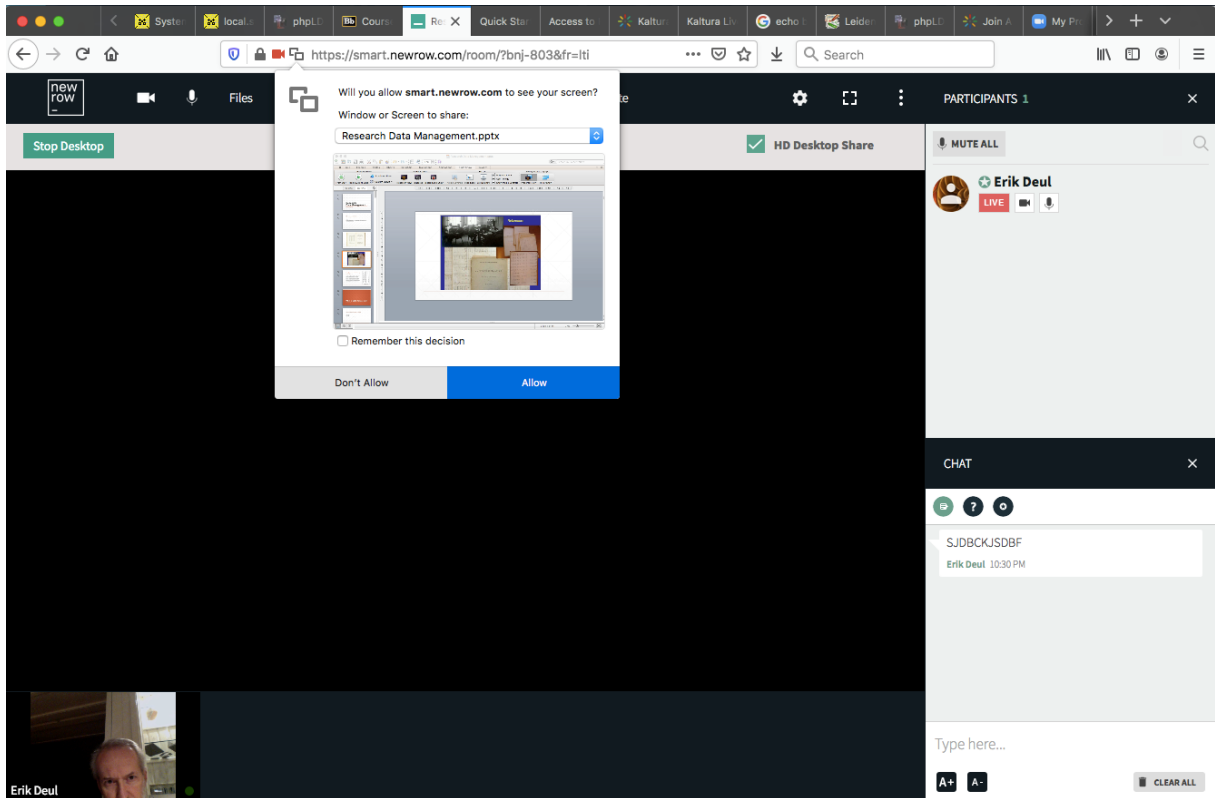 Syster
local.s
phpLD
Bb Cours
Re
Quick Star
Access to
Kaltura
Kaltura Liv
echo
Leiden
phpLD
Join A
My Pre
https://smart.newrow.com/room/?bnj-803&fr=lti
Search
new
row
Files
PARTICIPANTS 1
Will you allow smart.newrow.com to see your screen?
Window or Screen to share:
Research Data Management.pptx
Remember this decision
Don't Allow
Allow
Stop Desktop
HD Desktop Share
MUTE ALL
Erik Deul
LIVE
CHAT
?
SJDBCKJSDBF
Erik Deul 10:30 PM
Type here...
A+ A-
CLEAR ALL
Erik Deul